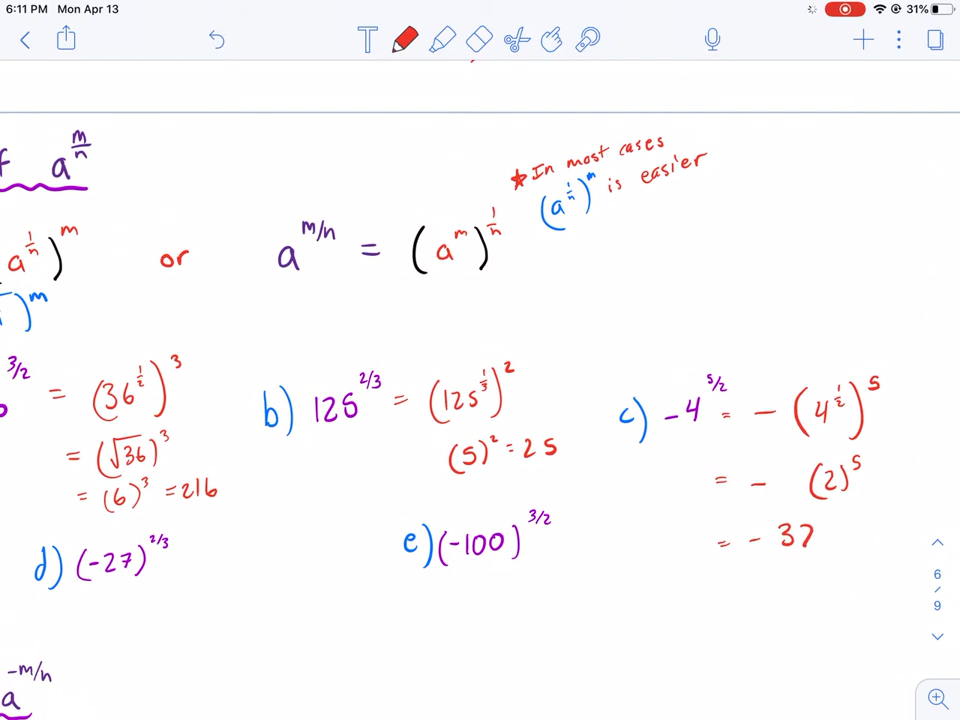 6:11 PM Mon Apr 13 31%
T
f a^(m/n)
* In most cases
(a^(1/n))^m is easier
a^(1/n))^m or a^(m/n) = (a^m)^(1/n)
)^m
3/2 = (36^(1/2))^3
= (√36)^3
= (6)^3 = 216
b) 125^(2/3) = (125^(1/3))^2
(5)^2 = 25
c) -4^(5/2) = - (4^(1/2))^5
= - (2)^5
= - 32
d) (-27)^(2/3)
e) (-100)^(3/2)
6
/
9
a^(-m/n)